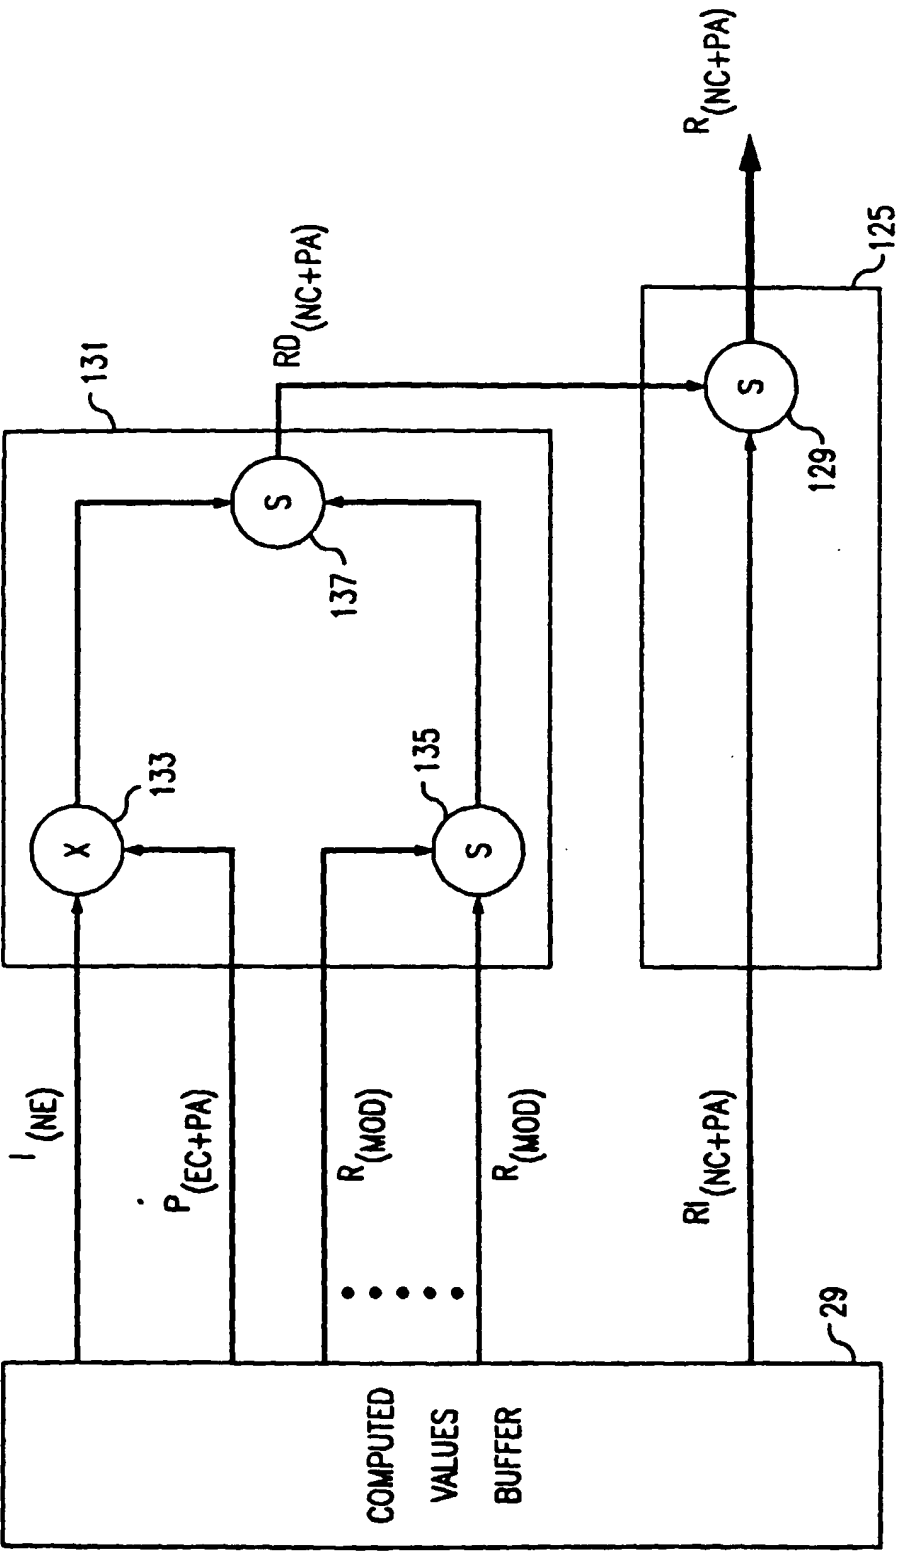 COMPUTED
VALUES
BUFFER
29
I(NE)
P(EC+PA)
R(MOD)
R(MOD)
RI(NC+PA)
X
133
S
135
S
137
131
RD(NC+PA)
S
129
125
R(NC+PA)